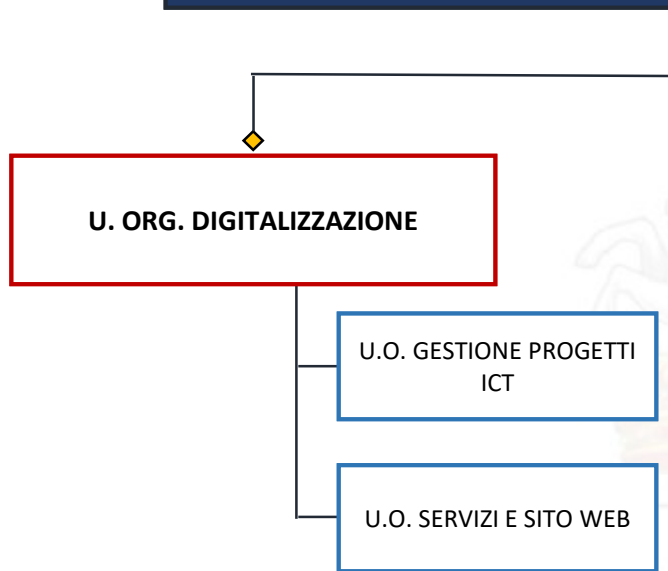 U. ORG. DIGITALIZZAZIONE
U.O. GESTIONE PROGETTI
ICT
U.O. SERVIZI E SITO WEB